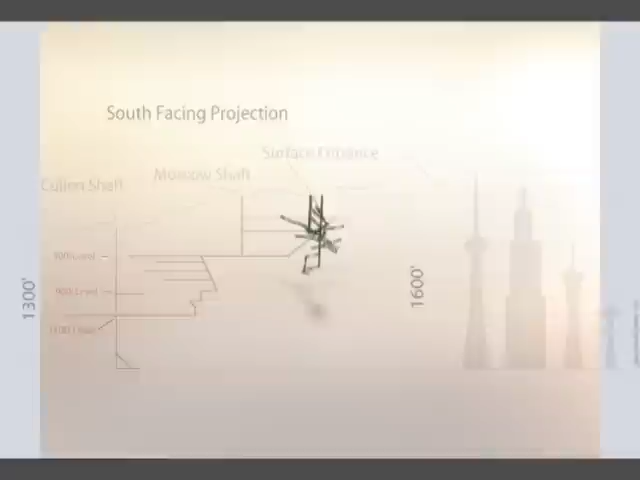 South Facing Projection
Surface Entrance
Moscow Shaft
Cullen Shaft
1300'
1600'